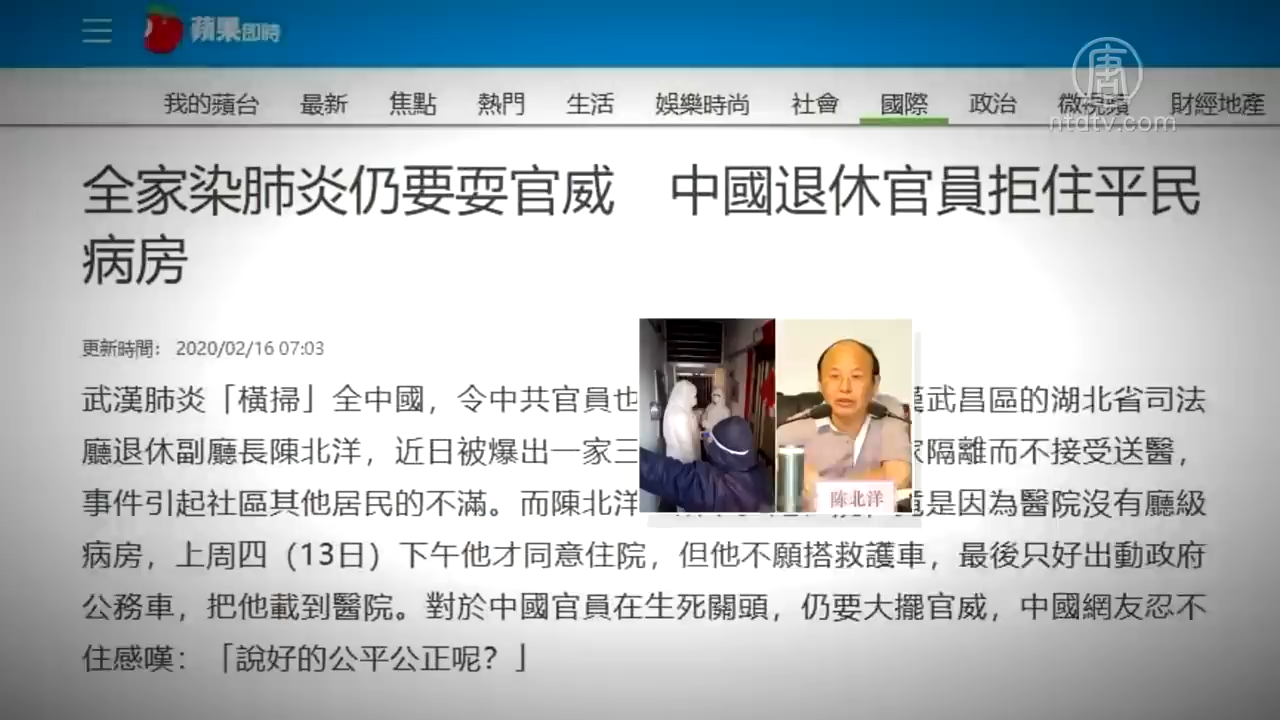 蘋果即時
唐
ntdtv.com
我的蘋台 最新 焦點 熱門 生活 娛樂時尚 社會 國際 政治 微視蘋 財經地產
全家染肺炎仍要耍官威 中國退休官員拒住平民
病房
更新時間： 2020/02/16 07:03
武漢肺炎「橫掃」全中國，令中共官員也 武昌區的湖北省司法
廳退休副廳長陳北洋，近日被爆出一家三 隔離而不接受送醫，
事件引起社區其他居民的不滿。而陳北洋 是因為醫院沒有廳級
病房，上周四（13日）下午他才同意住院，但他不願搭救護車，最後只好出動政府
公務車，把他載到醫院。對於中國官員在生死關頭，仍要大擺官威，中國網友忍不
住感嘆：「說好的公平公正呢？」
陈北洋